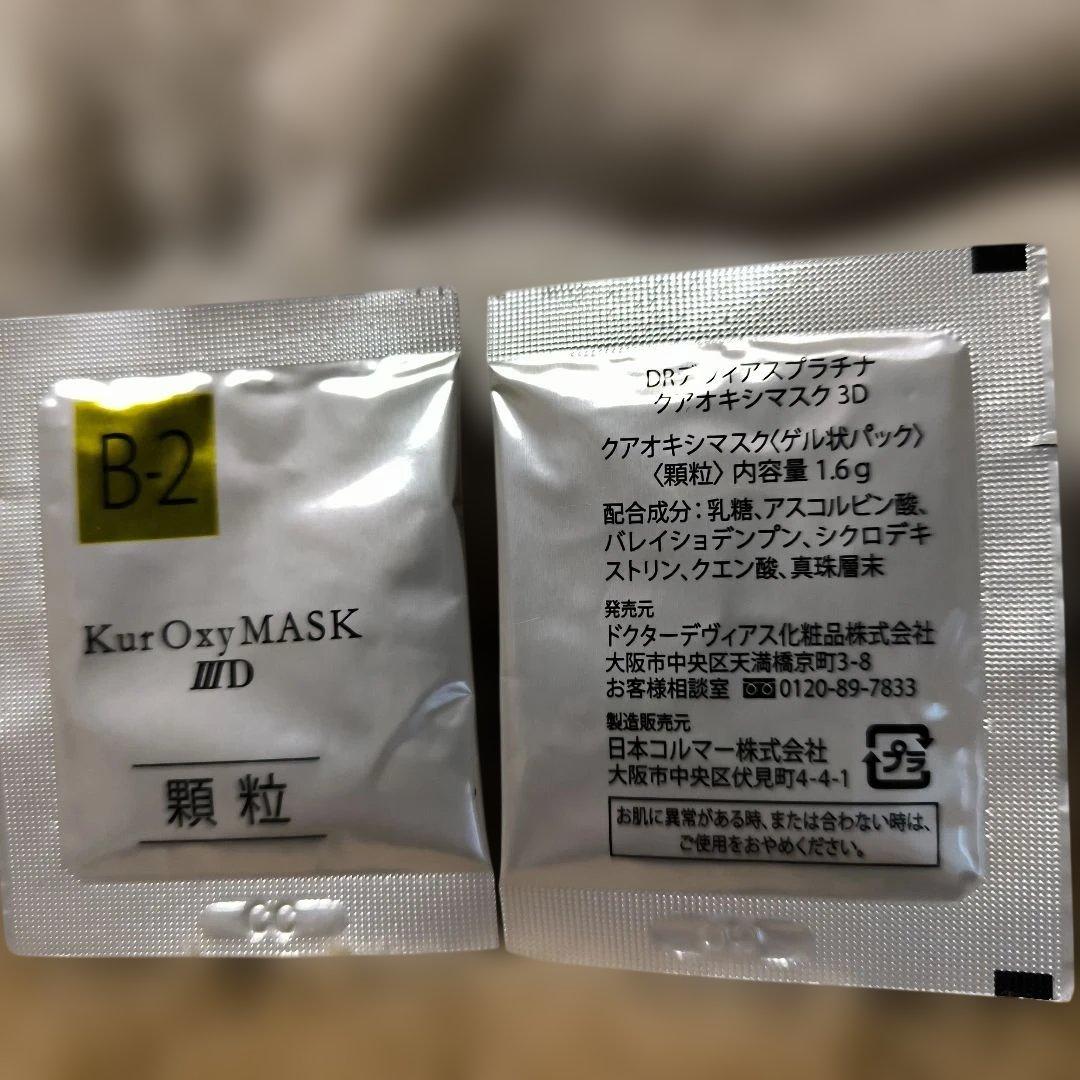 B-2
Kur Oxy MASK
ⅢD
顆粒
DRデヴィアスプラチナ
クアオキシマスク 3D
クアオキシマスク〈ゲル状パック〉
〈顆粒〉 内容量 1.6g
配合成分：乳糖、アスコルビン酸、
バレイショデンプン、シクロデキ
ストリン、クエン酸、真珠層末
発売元
ドクターデヴィアス化粧品株式会社
大阪市中央区天満橋京町3-8
お客様相談室 0120-89-7833
製造販売元
日本コルマー株式会社
大阪市中央区伏見町4-4-1
プラ
お肌に異常がある時、または合わない時は、
ご使用をおやめください。